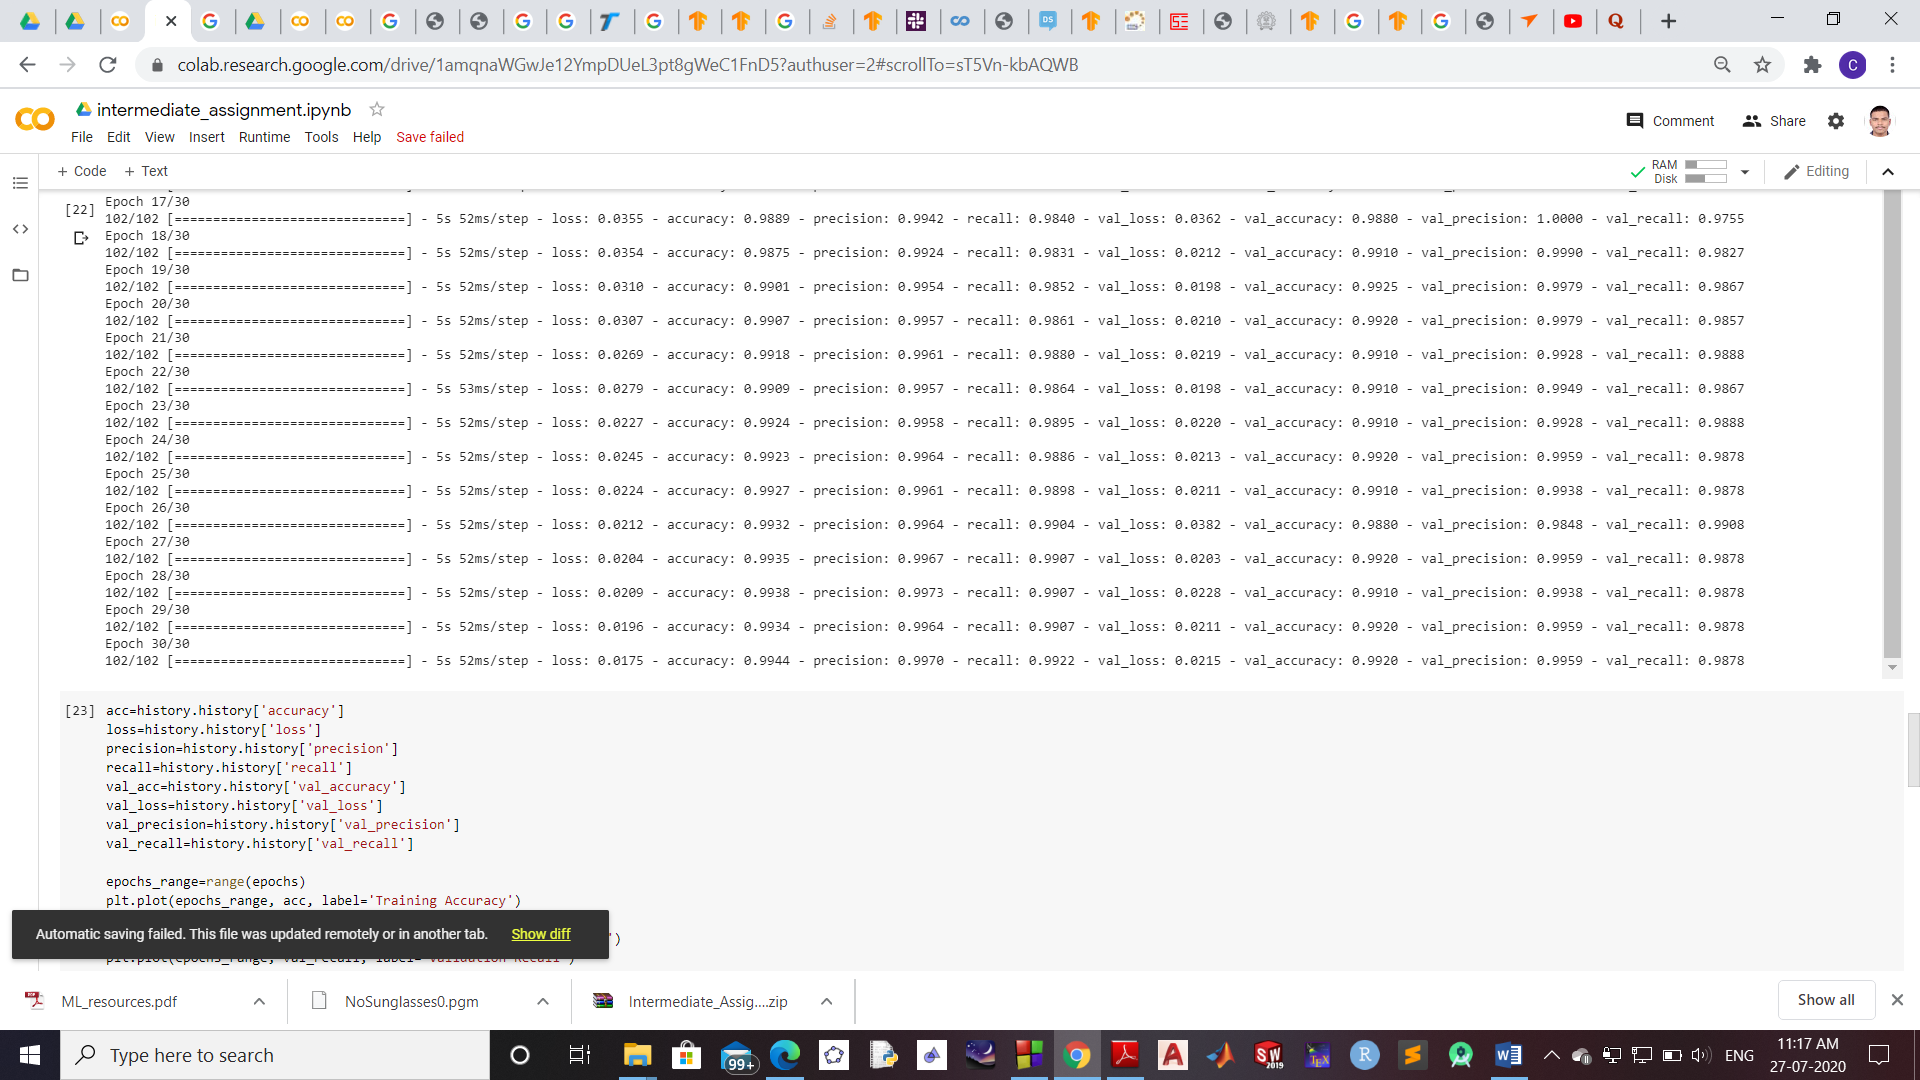 colab.research.google.com/drive/1amqnaWGwJe12YmpDUeL3pt8gWeC1FnD5?authuser=2#scrollTo=sT5Vn-kbAQWB
C
intermediate_assignment.ipynb
Comment
Share
File Edit View Insert Runtime Tools Help Save failed
+ Code + Text
RAM
Disk
Editing
[22]
Epoch 17/30
102/102 [==============================] - 5s 52ms/step - loss: 0.0355 - accuracy: 0.9889 - precision: 0.9942 - recall: 0.9840 - val_loss: 0.0362 - val_accuracy: 0.9880 - val_precision: 1.0000 - val_recall: 0.9755
Epoch 18/30
102/102 [==============================] - 5s 52ms/step - loss: 0.0354 - accuracy: 0.9875 - precision: 0.9924 - recall: 0.9831 - val_loss: 0.0212 - val_accuracy: 0.9910 - val_precision: 0.9990 - val_recall: 0.9827
Epoch 19/30
102/102 [==============================] - 5s 52ms/step - loss: 0.0310 - accuracy: 0.9901 - precision: 0.9954 - recall: 0.9852 - val_loss: 0.0198 - val_accuracy: 0.9925 - val_precision: 0.9979 - val_recall: 0.9867
Epoch 20/30
102/102 [==============================] - 5s 52ms/step - loss: 0.0307 - accuracy: 0.9907 - precision: 0.9957 - recall: 0.9861 - val_loss: 0.0210 - val_accuracy: 0.9920 - val_precision: 0.9979 - val_recall: 0.9857
Epoch 21/30
102/102 [==============================] - 5s 52ms/step - loss: 0.0269 - accuracy: 0.9918 - precision: 0.9961 - recall: 0.9880 - val_loss: 0.0219 - val_accuracy: 0.9910 - val_precision: 0.9928 - val_recall: 0.9888
Epoch 22/30
102/102 [==============================] - 5s 53ms/step - loss: 0.0279 - accuracy: 0.9909 - precision: 0.9957 - recall: 0.9864 - val_loss: 0.0198 - val_accuracy: 0.9910 - val_precision: 0.9949 - val_recall: 0.9867
Epoch 23/30
102/102 [==============================] - 5s 52ms/step - loss: 0.0227 - accuracy: 0.9924 - precision: 0.9958 - recall: 0.9895 - val_loss: 0.0220 - val_accuracy: 0.9910 - val_precision: 0.9928 - val_recall: 0.9888
Epoch 24/30
102/102 [==============================] - 5s 52ms/step - loss: 0.0245 - accuracy: 0.9923 - precision: 0.9964 - recall: 0.9886 - val_loss: 0.0213 - val_accuracy: 0.9920 - val_precision: 0.9959 - val_recall: 0.9878
Epoch 25/30
102/102 [==============================] - 5s 52ms/step - loss: 0.0224 - accuracy: 0.9927 - precision: 0.9961 - recall: 0.9898 - val_loss: 0.0211 - val_accuracy: 0.9910 - val_precision: 0.9938 - val_recall: 0.9878
Epoch 26/30
102/102 [==============================] - 5s 52ms/step - loss: 0.0212 - accuracy: 0.9932 - precision: 0.9964 - recall: 0.9904 - val_loss: 0.0382 - val_accuracy: 0.9880 - val_precision: 0.9848 - val_recall: 0.9908
Epoch 27/30
102/102 [==============================] - 5s 52ms/step - loss: 0.0204 - accuracy: 0.9935 - precision: 0.9967 - recall: 0.9907 - val_loss: 0.0203 - val_accuracy: 0.9920 - val_precision: 0.9959 - val_recall: 0.9878
Epoch 28/30
102/102 [==============================] - 5s 52ms/step - loss: 0.0209 - accuracy: 0.9938 - precision: 0.9973 - recall: 0.9907 - val_loss: 0.0228 - val_accuracy: 0.9910 - val_precision: 0.9938 - val_recall: 0.9878
Epoch 29/30
102/102 [==============================] - 5s 52ms/step - loss: 0.0196 - accuracy: 0.9934 - precision: 0.9964 - recall: 0.9907 - val_loss: 0.0211 - val_accuracy: 0.9920 - val_precision: 0.9959 - val_recall: 0.9878
Epoch 30/30
102/102 [==============================] - 5s 52ms/step - loss: 0.0175 - accuracy: 0.9944 - precision: 0.9970 - recall: 0.9922 - val_loss: 0.0215 - val_accuracy: 0.9920 - val_precision: 0.9959 - val_recall: 0.9878
[23] acc=history.history['accuracy']
loss=history.history['loss']
precision=history.history['precision']
recall=history.history['recall']
val_acc=history.history['val_accuracy']
val_loss=history.history['val_loss']
val_precision=history.history['val_precision']
val_recall=history.history['val_recall']
epochs_range=range(epochs)
plt.plot(epochs_range, acc, label='Training Accuracy')
')
Automatic saving failed. This file was updated remotely or in another tab. Show diff
plt.plot(epochs_range, val_recall, label='Validation Recall')
ML_resources.pdf
NoSunglasses0.pgm
Intermediate_Assig....zip
Show all
Type here to search
99+
ENG
11:17 AM
27-07-2020